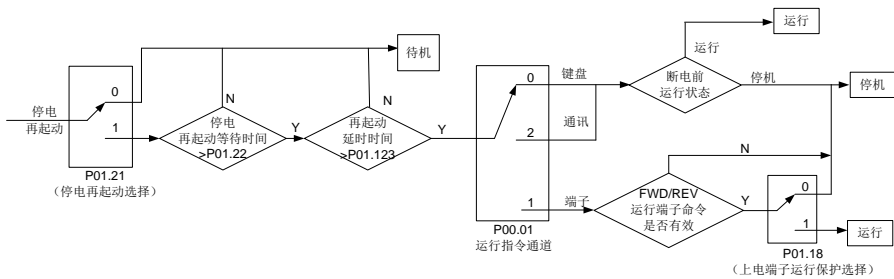 停电
再起动
0
1
P01.21
（停电再起动选择）
N
停电
再起动等待时间
>P01.22
Y
待机
N
再起动
延时时间
>P01.123
Y
0
2
1
P00.01
运行指令通道
键盘
通讯
端子
运行
运行
断电前
运行状态
停机
停机
N
FWD/REV
运行端子命令
是否有效
Y
0
1
P01.18
（上电端子运行保护选择）
运行